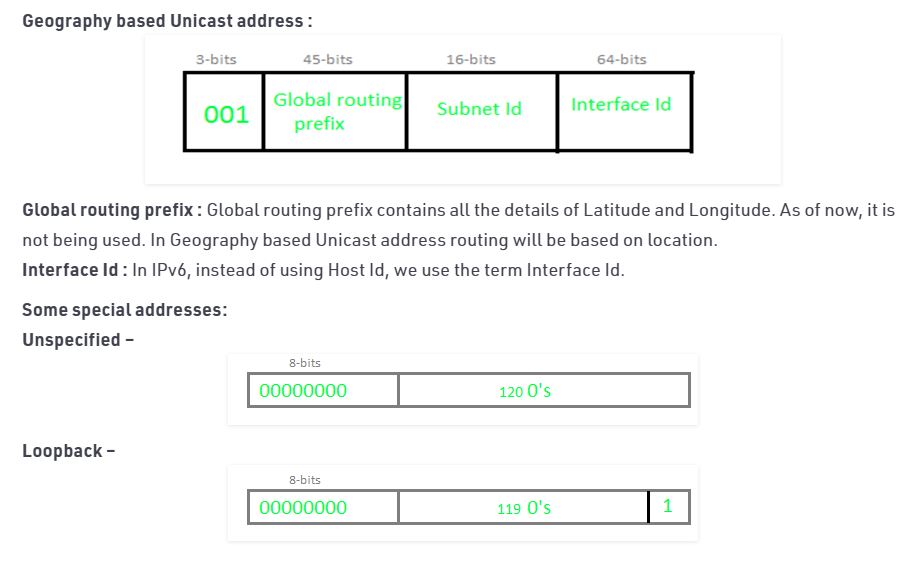 Geography based Unicast address :
3-bits 45-bits 16-bits 64-bits
001 Global routing prefix Subnet Id Interface Id
Global routing prefix : Global routing prefix contains all the details of Latitude and Longitude. As of now, it is
not being used. In Geography based Unicast address routing will be based on location.
Interface Id : In IPv6, instead of using Host Id, we use the term Interface Id.
Some special addresses:
Unspecified –
8-bits
00000000 120 0's
Loopback –
8-bits
00000000 119 0's 1